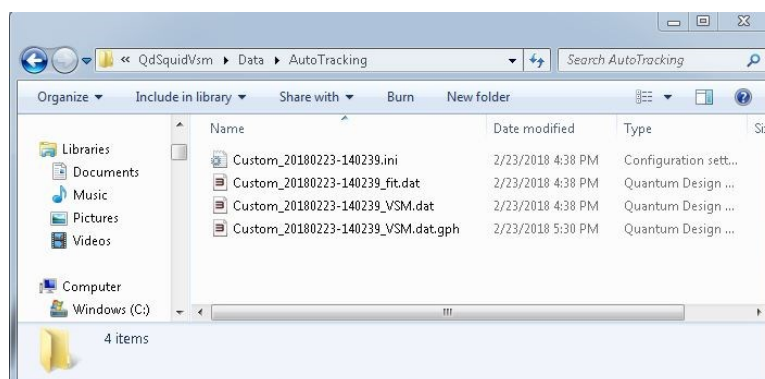 « QdSquidVsm ▸ Data ▸ AutoTracking Search AutoTracking
Organize ▾ Include in library ▾ Share with ▾ Burn New folder
Name Date modified Type Si
Libraries
Custom_20180223-140239.ini 2/23/2018 4:38 PM Configuration sett...
Documents
Custom_20180223-140239_fit.dat 2/23/2018 4:38 PM Quantum Design ...
Music
Custom_20180223-140239_VSM.dat 2/23/2018 4:38 PM Quantum Design ...
Pictures
Custom_20180223-140239_VSM.dat.gph 2/23/2018 5:30 PM Quantum Design ...
Videos
Computer
Windows (C:)
4 items